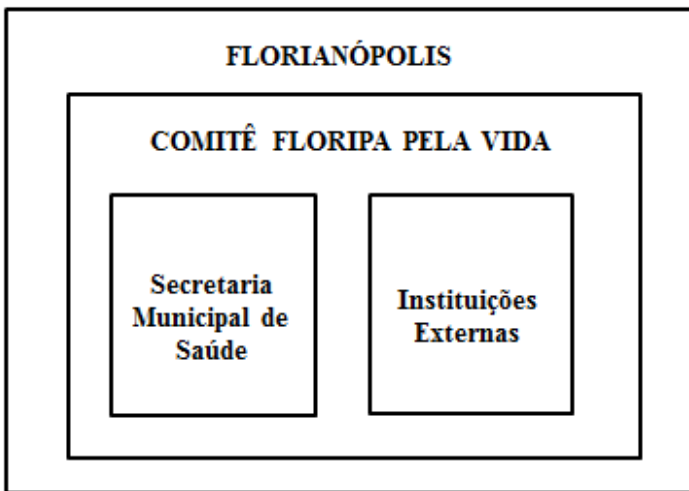 FLORIANÓPOLIS
COMITÊ FLORIPA PELA VIDA
Secretaria
Municipal de
Saúde
Instituições
Externas